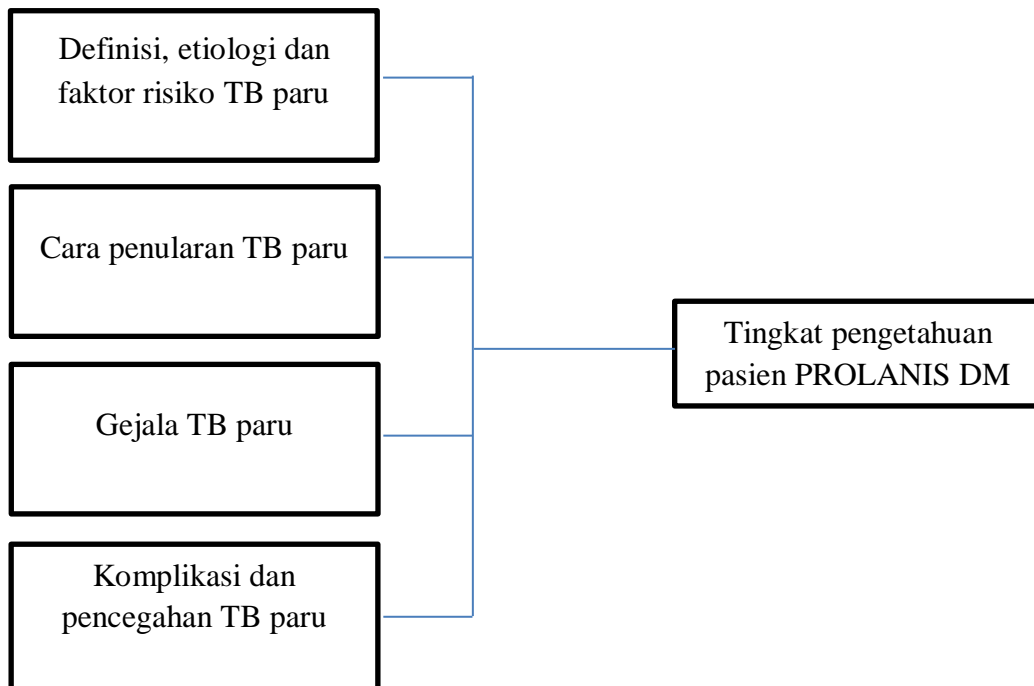 Definisi, etiologi dan
faktor risiko TB paru
Cara penularan TB paru
Gejala TB paru
Komplikasi dan
pencegahan TB paru
Tingkat pengetahuan
pasien PROLANIS DM